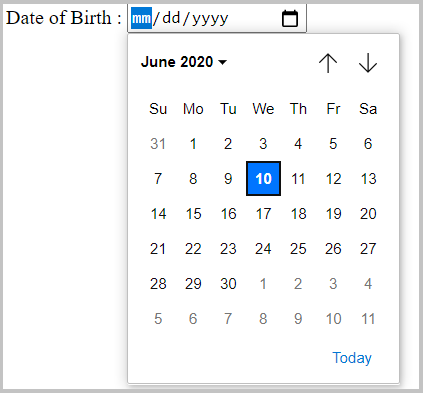 Date of Birth : mm/dd/yyyy
June 2020
Su Mo Tu We Th Fr Sa
31 1 2 3 4 5 6
7 8 9 10 11 12 13
14 15 16 17 18 19 20
21 22 23 24 25 26 27
28 29 30 1 2 3 4
5 6 7 8 9 10 11
Today